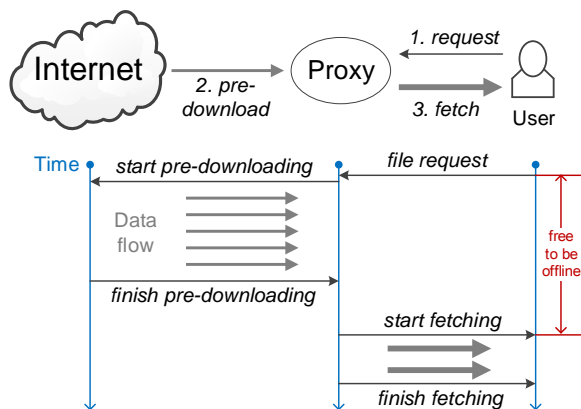 Internet
2. pre-
download
Proxy
1. request
3. fetch
User
Time
start pre-downloading
file request
Data
flow
free
to be
offline
finish pre-downloading
start fetching
finish fetching